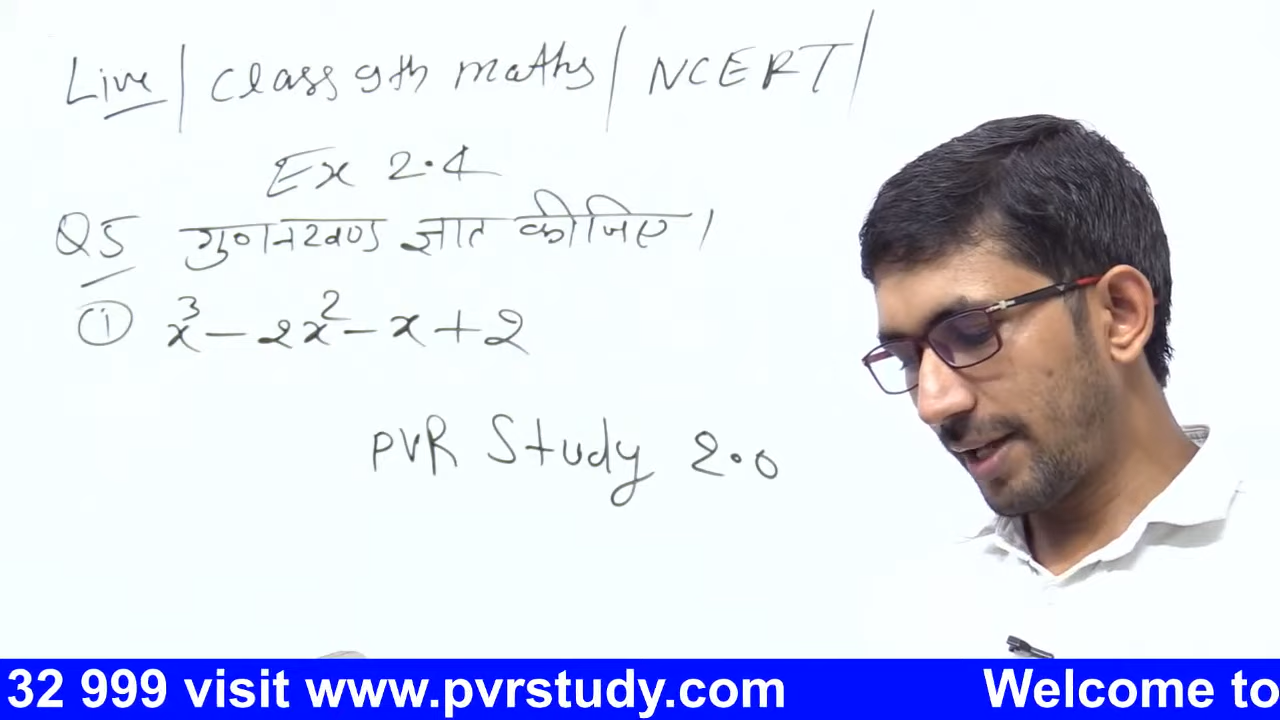 Live / Class 9th maths / NCERT /
Ex 2.4
Q5 गुणनखण्ड ज्ञात कीजिए।
① x³ - 2x² - x + 2
PVR Study 2.0
32 999 visit www.pvrstudy.com Welcome to